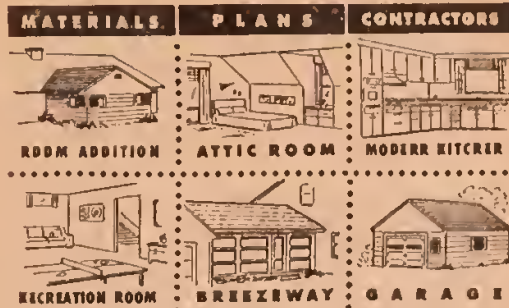 MATERIALS PLANS CONTRACTORS
ROOM ADDITION ATTIC ROOM MODERN KITCHEN
RECREATION ROOM BREEZEWAY GARAGE